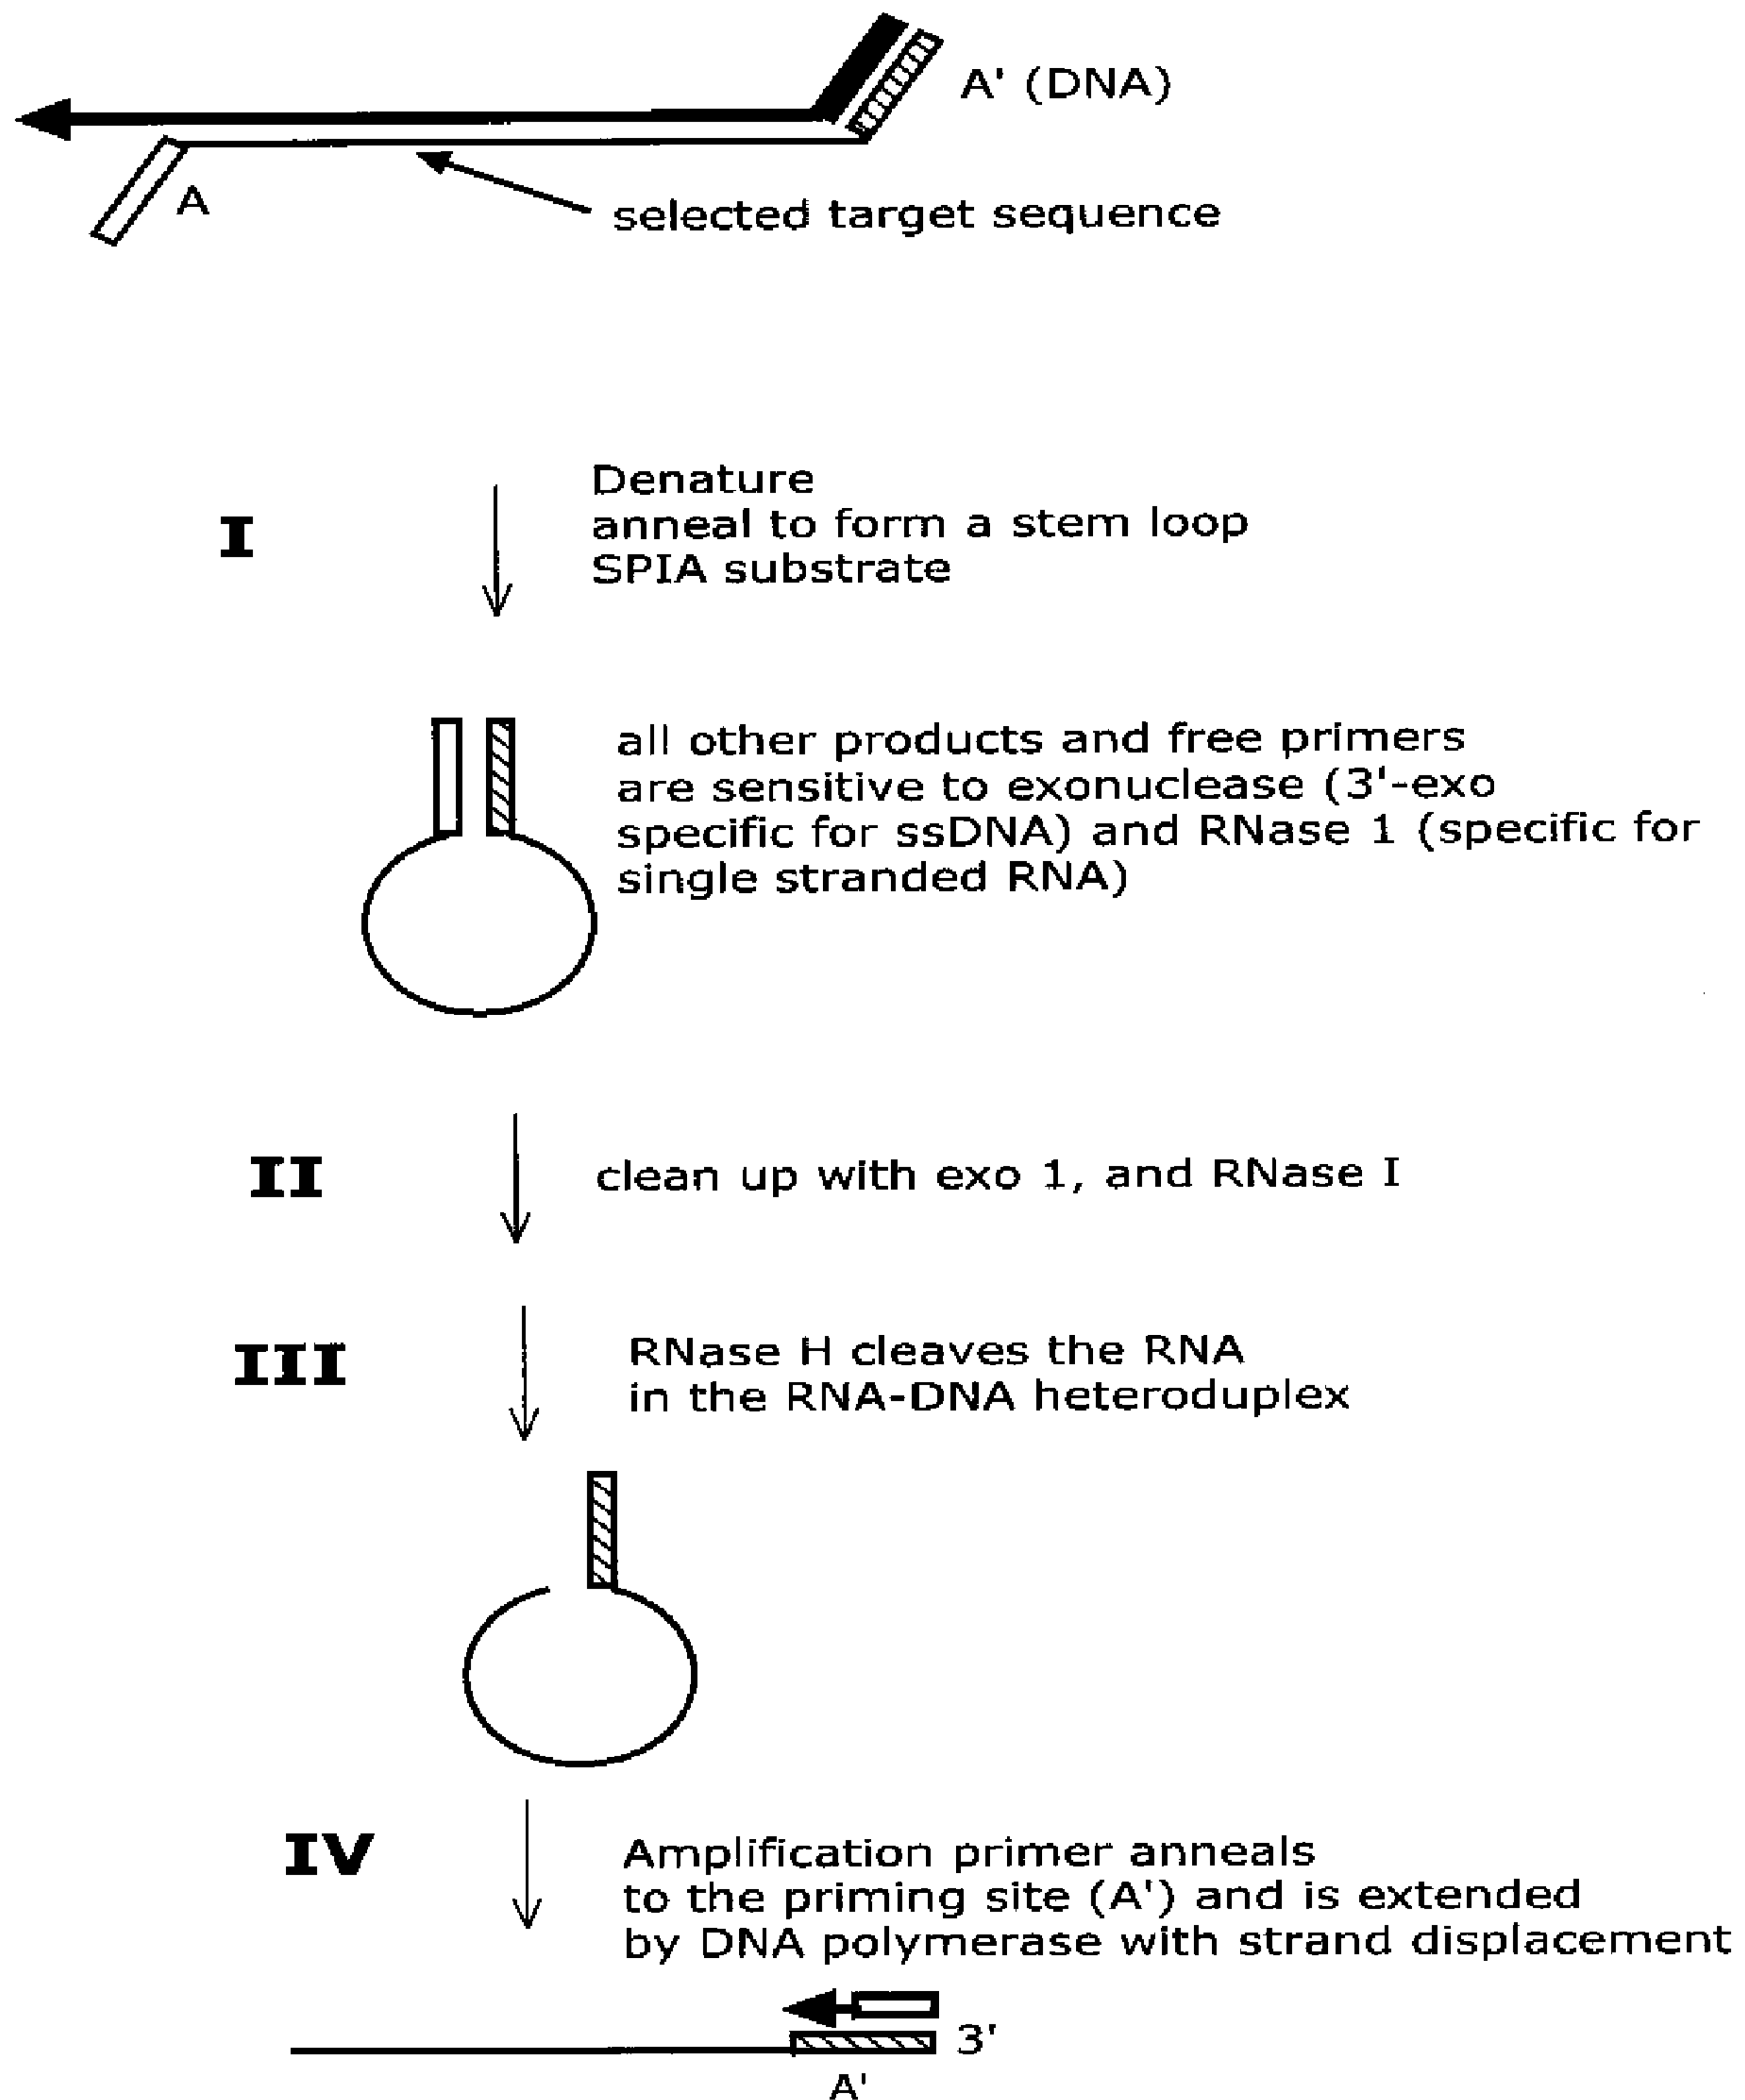 A' (DNA)
A
selected target sequence
I
Denature
anneal to form a stem loop
SPIA substrate
all other products and free primers
are sensitive to exonuclease (3'-exo
specific for ssDNA) and RNase 1 (specific for
single stranded RNA)
II
clean up with exo 1, and RNase I
III
RNase H cleaves the RNA
in the RNA-DNA heteroduplex
IV
Amplification primer anneals
to the priming site (A') and is extended
by DNA polymerase with strand displacement
3'
A'